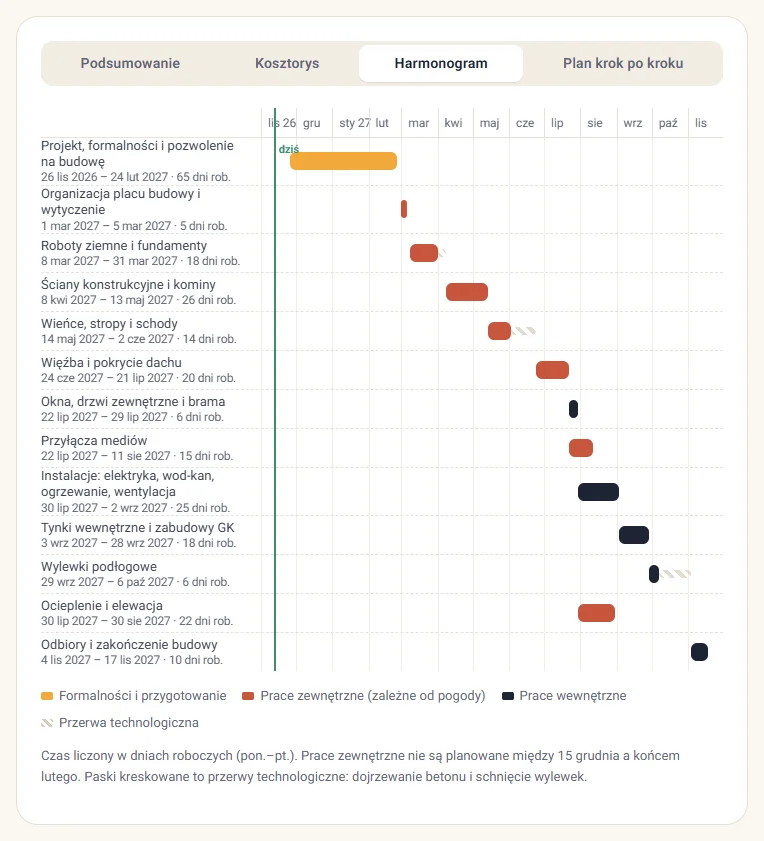 Podsumowanie Kosztorys Harmonogram Plan krok po kroku
lis 26 gru sty 27 lut mar kwi maj cze lip sie wrz paź lis
dziś
Projekt, formalności i pozwolenie
na budowę
26 lis 2026 – 24 lut 2027 · 65 dni rob.
Organizacja placu budowy i
wytyczenie
1 mar 2027 – 5 mar 2027 · 5 dni rob.
Roboty ziemne i fundamenty
8 mar 2027 – 31 mar 2027 · 18 dni rob.
Ściany konstrukcyjne i kominy
8 kwi 2027 – 13 maj 2027 · 26 dni rob.
Wieńce, stropy i schody
14 maj 2027 – 2 cze 2027 · 14 dni rob.
Więźba i pokrycie dachu
24 cze 2027 – 21 lip 2027 · 20 dni rob.
Okna, drzwi zewnętrzne i brama
22 lip 2027 – 29 lip 2027 · 6 dni rob.
Przyłącza mediów
22 lip 2027 – 11 sie 2027 · 15 dni rob.
Instalacje: elektryka, wod-kan,
ogrzewanie, wentylacja
30 lip 2027 – 2 wrz 2027 · 25 dni rob.
Tynki wewnętrzne i zabudowy GK
3 wrz 2027 – 28 wrz 2027 · 18 dni rob.
Wylewki podłogowe
29 wrz 2027 – 6 paź 2027 · 6 dni rob.
Ocieplenie i elewacja
30 lip 2027 – 30 sie 2027 · 22 dni rob.
Odbiory i zakończenie budowy
4 lis 2027 – 17 lis 2027 · 10 dni rob.
Formalności i przygotowanie Prace zewnętrzne (zależne od pogody) Prace wewnętrzne
Przerwa technologiczna
Czas liczony w dniach roboczych (pon.–pt.). Prace zewnętrzne nie są planowane między 15 grudnia a końcem
lutego. Paski kreskowane to przerwy technologiczne: dojrzewanie betonu i schnięcie wylewek.